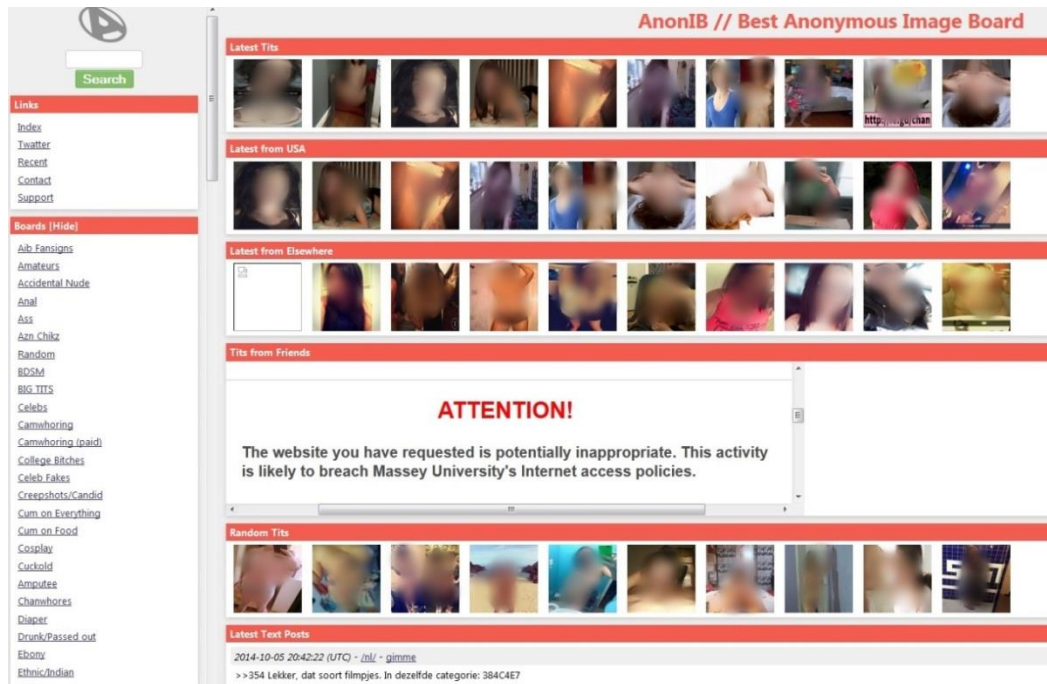 AnonIB // Best Anonymous Image Board
Search
Links
Index
Twatter
Recent
Contact
Support
Boards [Hide]
Aib Fansigns
Amateurs
Accidental Nude
Anal
Ass
Azn Chikz
Random
BDSM
BIG TITS
Celebs
Camwhoring
Camwhoring (paid)
College Bitches
Celeb Fakes
Creepshots/Candid
Cum on Everything
Cum on Food
Cosplay
Cuckold
Amputee
Chanwhores
Diaper
Drunk/Passed out
Ebony
Ethnic/Indian
Latest Tits
Latest from USA
Latest from Elsewhere
Tits from Friends
ATTENTION!
The website you have requested is potentially inappropriate. This activity
is likely to breach Massey University's Internet access policies.
Random Tits
Latest Text Posts
2014-10-05 20:42:22 (UTC) - /nl/ - gimme
>>354 Lekker, dat soort filmpjes. In dezelfde categorie: 384C4E7